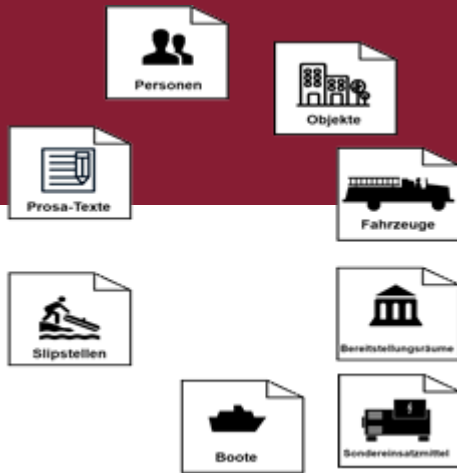 Personen
Objekte
Prosa-Texte
Fahrzeuge
Slipstellen
Bereitstellungsräume
Boote
Sondereinsatzmittel